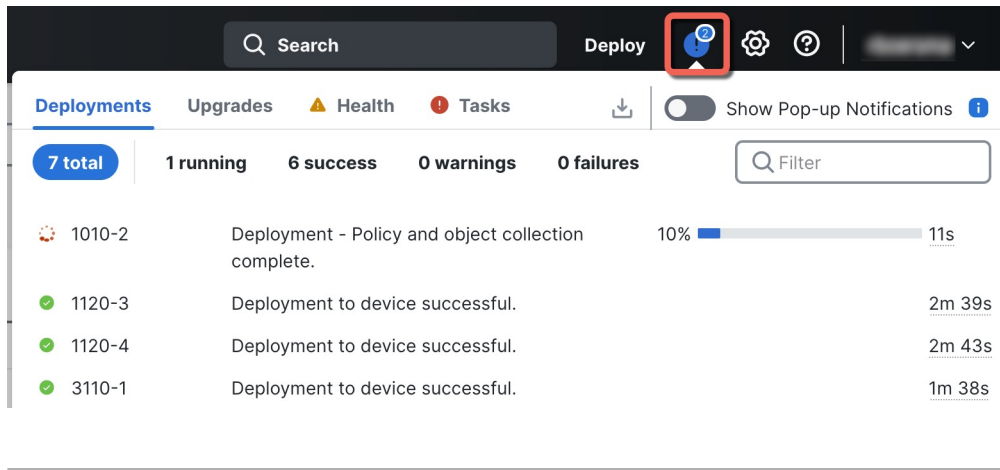 Search
Deploy
2
Deployments Upgrades Health Tasks Show Pop-up Notifications
7 total 1 running 6 success 0 warnings 0 failures Filter
1010-2 Deployment - Policy and object collection 10% 11s
complete.
1120-3 Deployment to device successful. 2m 39s
1120-4 Deployment to device successful. 2m 43s
3110-1 Deployment to device successful. 1m 38s